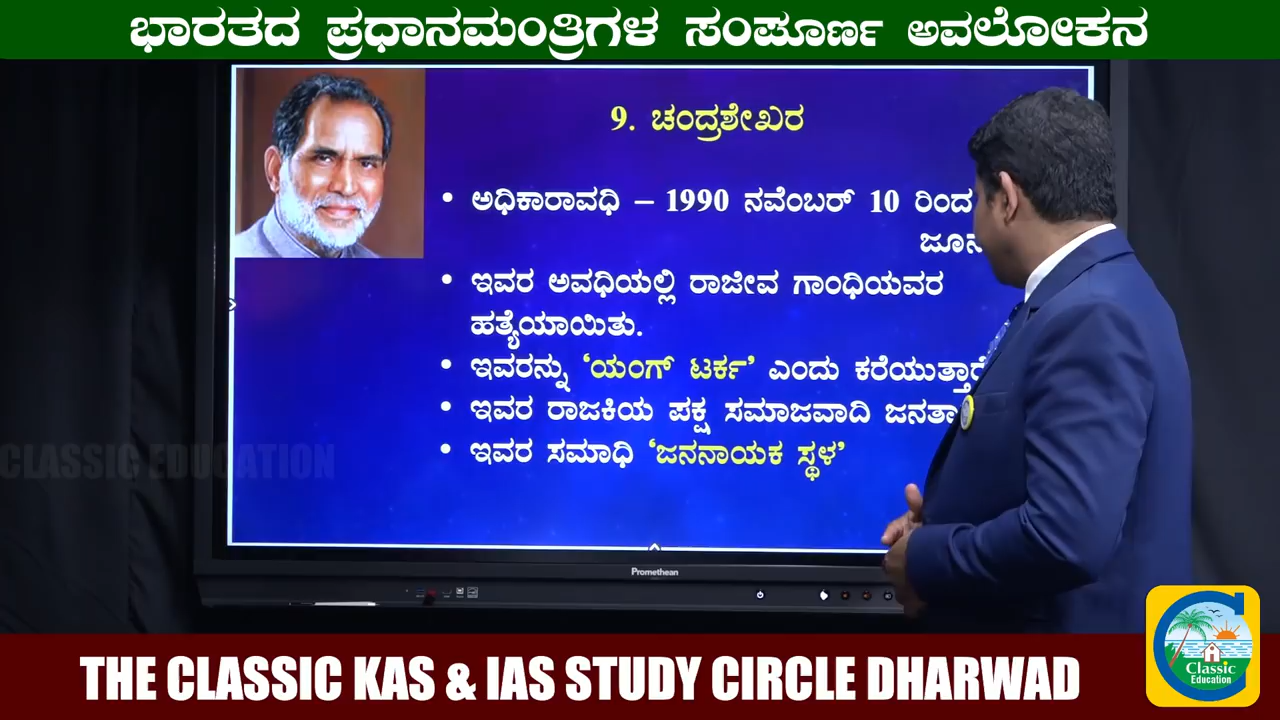 ಭಾರತದ ಪ್ರಧಾನಮಂತ್ರಿಗಳ ಸಂಪೂರ್ಣ ಅವಲೋಕನ
9. ಚಂದ್ರಶೇಖರ
• ಅಧಿಕಾರಾವಧಿ – 1990 ನವೆಂಬರ್ 10 ರಿಂದ
• ಇವರ ಅವಧಿಯಲ್ಲಿ ರಾಜೀವ ಗಾಂಧಿಯವರ
ಹತ್ಯೆಯಾಯಿತು.
• ಇವರನ್ನು ‘ಯಂಗ್ ಟರ್ಕ’ ಎಂದು ಕರೆಯುತ್ತಾರೆ
• ಇವರ ರಾಜಕಿಯ ಪಕ್ಷ ಸಮಾಜವಾದಿ ಜನತಾ
• ಇವರ ಸಮಾಧಿ ‘ಜನನಾಯಕ ಸ್ಥಳ’
CLASSIC EDUCATION
Promethean
THE CLASSIC KAS & IAS STUDY CIRCLE DHARWAD
Classic
Education